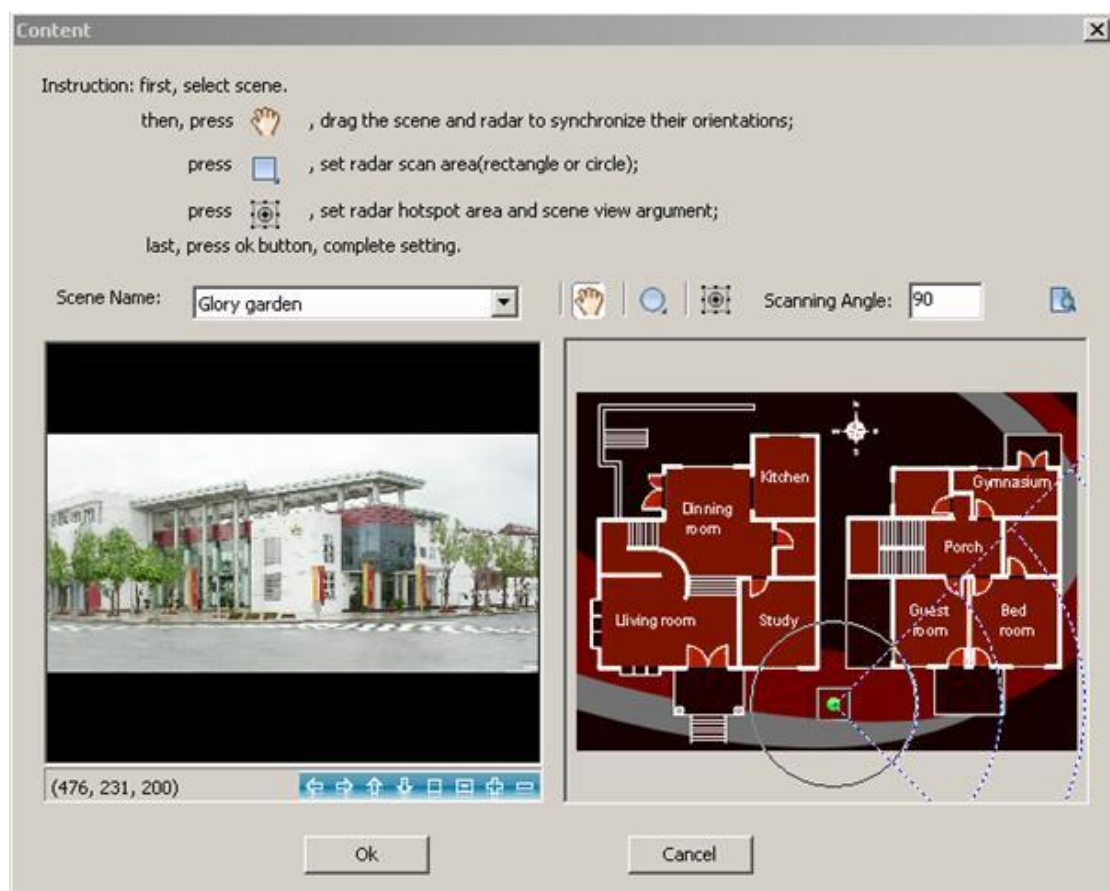 Content
Instruction: first, select scene.
then, press , drag the scene and radar to synchronize their orientations;
press , set radar scan area(rectangle or circle);
press , set radar hotspot area and scene view argument;
last, press ok button, complete setting.
Scene Name: Glory garden Scanning Angle: 90
Kitchen
Gymnasium
Dinning
room
Porch
Lliving room
Study
Guest
room
Bed
room
(476, 231, 200)
Ok Cancel